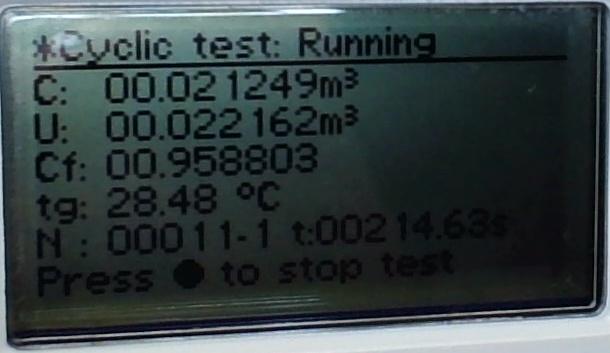 *Cyclic test: Running
C: 00.021249m³
U: 00.022162m³
Cf: 00.958803
tg: 28.48 °C
N : 00011-1 t:00214.63s
Press ● to stop test